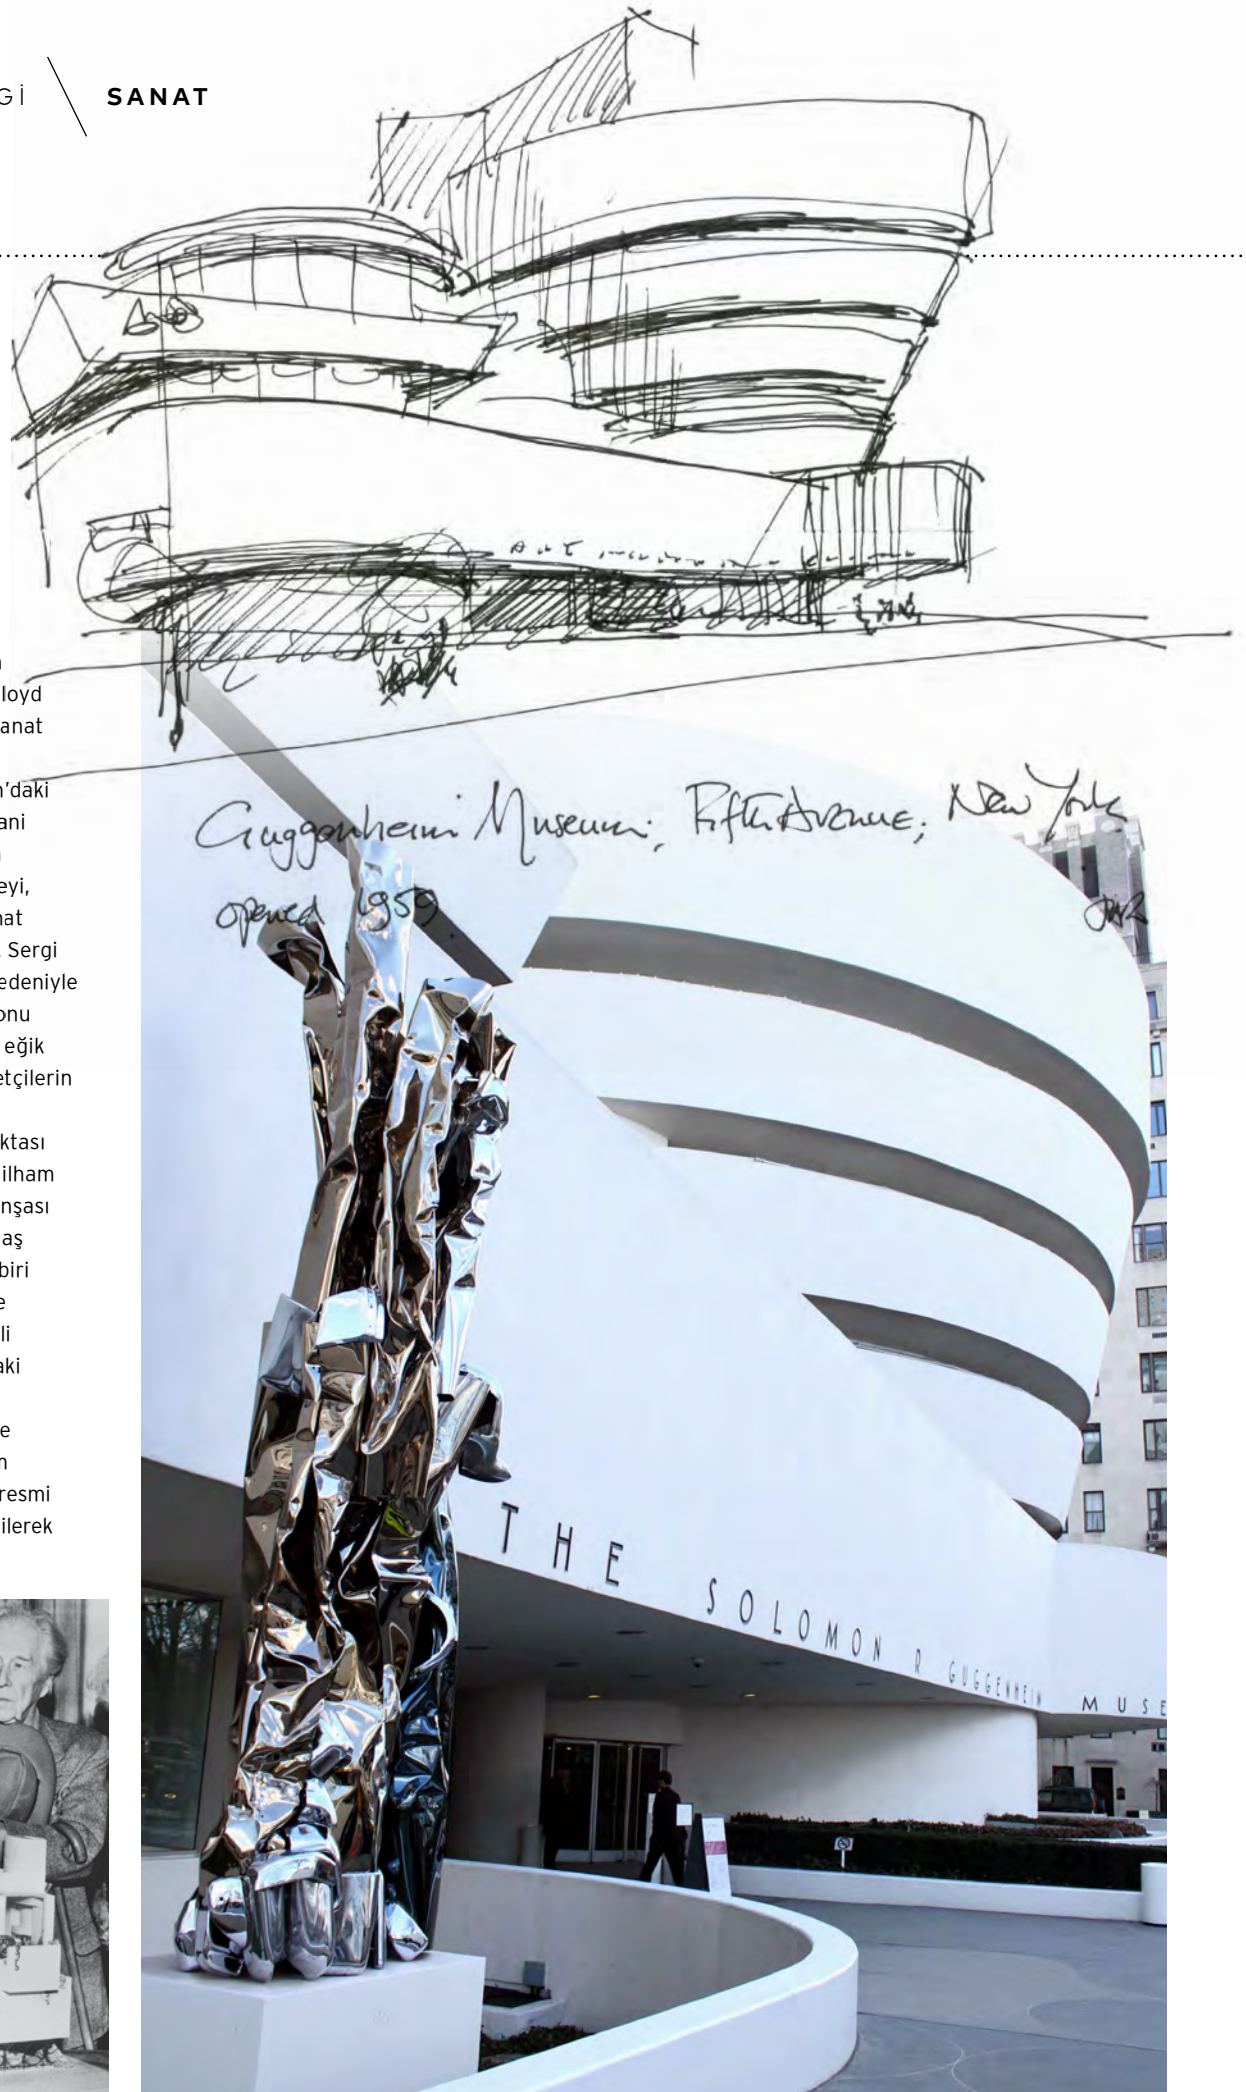 Gİ
SANAT
loyd
anat
n'daki
ani
eyi,
nat
. Sergi
edeniyle
onu
eğik
etçilerin
ktası
ilham
nşası
aş
biri
e
li
aki
e
n
resmi
ilerek
Guggenheim Museum, Fifth Avenue, New York
opened 1959
THE SOLOMON R GUGGENHEIM MUSE